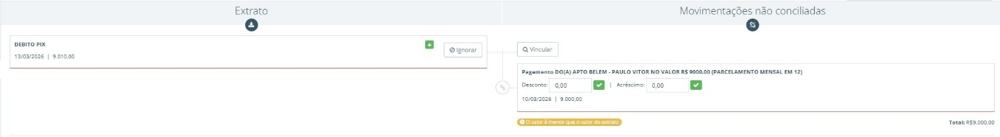 Extrato
Movimentações não conciliadas
DEBITO PIX
13/03/2026 | 9.010,00
Ignorar
Vincular
Pagamento DO(A) APTO BELEM - PAULO VITOR NO VALOR R$ 9000.00 (PARCELAMENTO MENSAL EM 12)
Desconto: 0,00 | Acréscimo: 0,00
10/03/2026 | 9.000,00
O valor é menor que o valor do extrato
Total: R$9.000,00